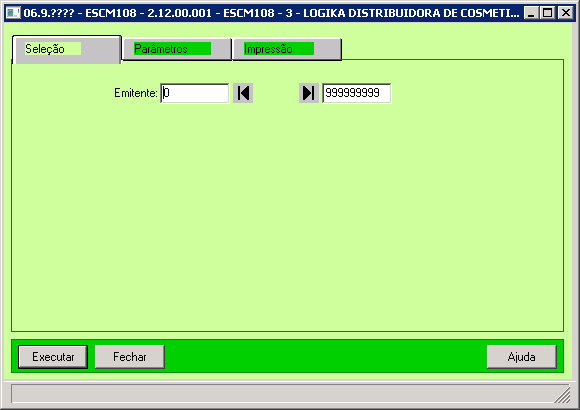 06.9.???? - ESCM108 - 2.12.00.001 - ESCM108 - 3 - LOGIKA DISTRIBUIDORA DE COSMETI...
Seleção Parâmetros Impressão
Emitente: 0 999999999
Executar Fechar Ajuda